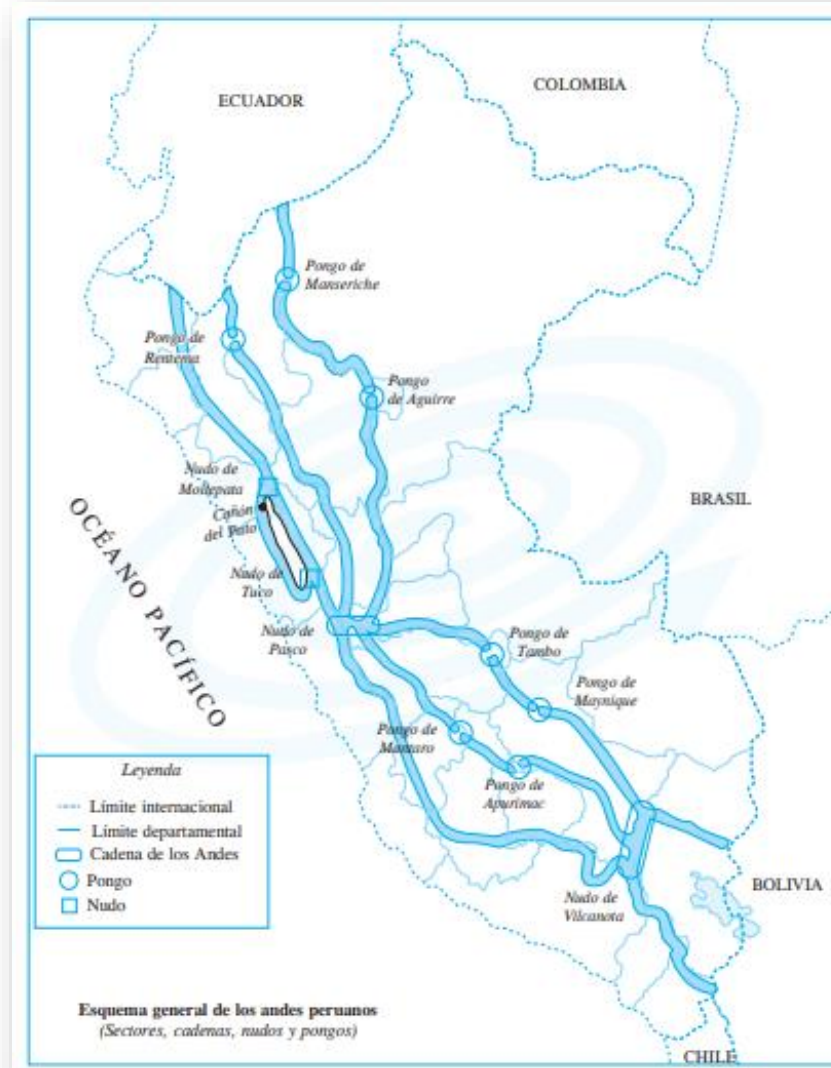 ECUADOR
COLOMBIA
Pongo de
Manseriche
Pongo de
Rentema
Pongo
de Aguirre
Nudo de
Mollepata
Cañón
del Pato
BRASIL
OCÉANO PACÍFICO
Nudo de
Tuco
Nudo de
Pasco
Pongo de
Tambo
Pongo de
Maynique
Pongo de
Mantaro
Pongo de
Apurímac
Nudo de
Vilcanota
BOLIVIA
Leyenda
Límite internacional
Límite departamental
Cadena de los Andes
Pongo
Nudo
Esquema general de los andes peruanos
(Sectores, cadenas, nudos y pongos)
CHILE